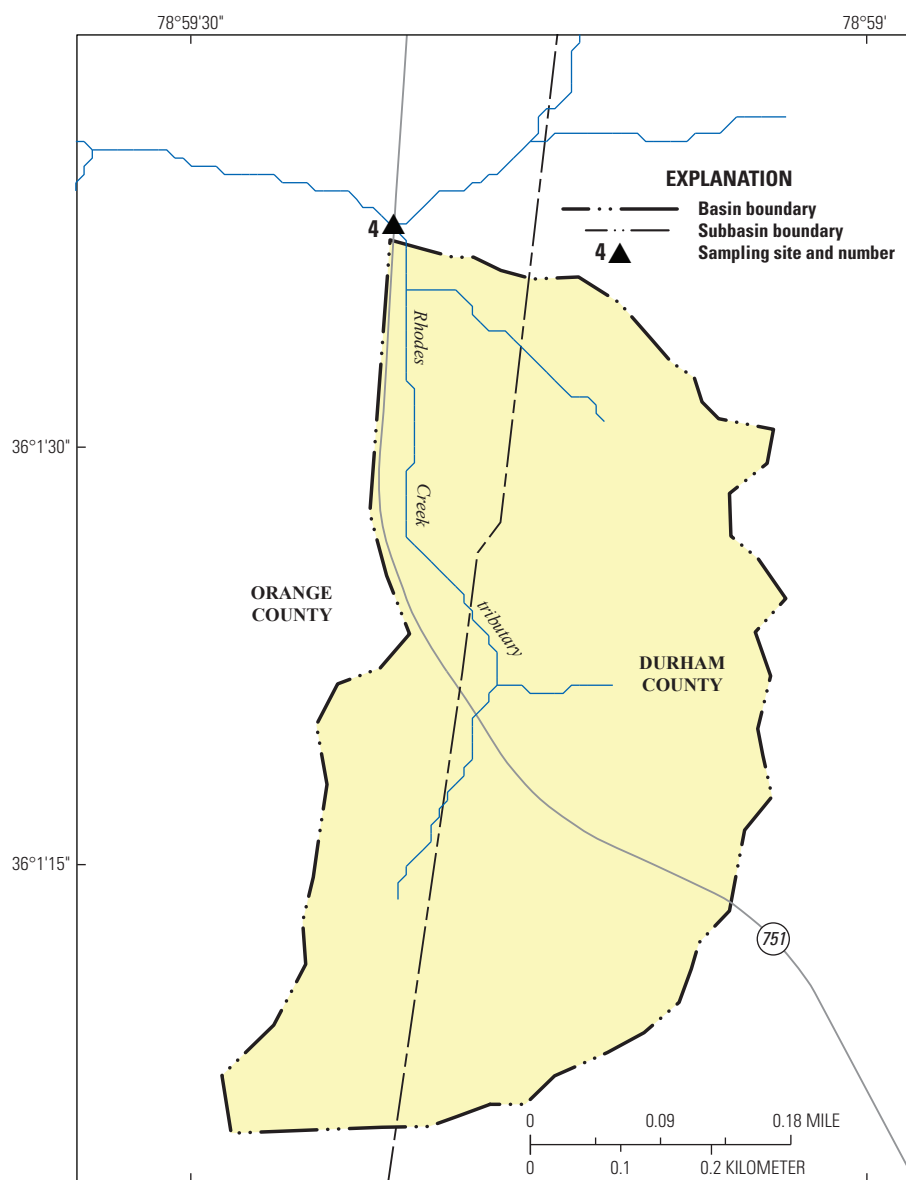 78°59'30"
78°59'
EXPLANATION
Basin boundary
Subbasin boundary
4
Sampling site and number
4
Rhodes
36°1'30"
Creek
ORANGE
COUNTY
tributary
DURHAM
COUNTY
36°1'15"
751
0
0.09
0.18 MILE
0
0.1
0.2 KILOMETER